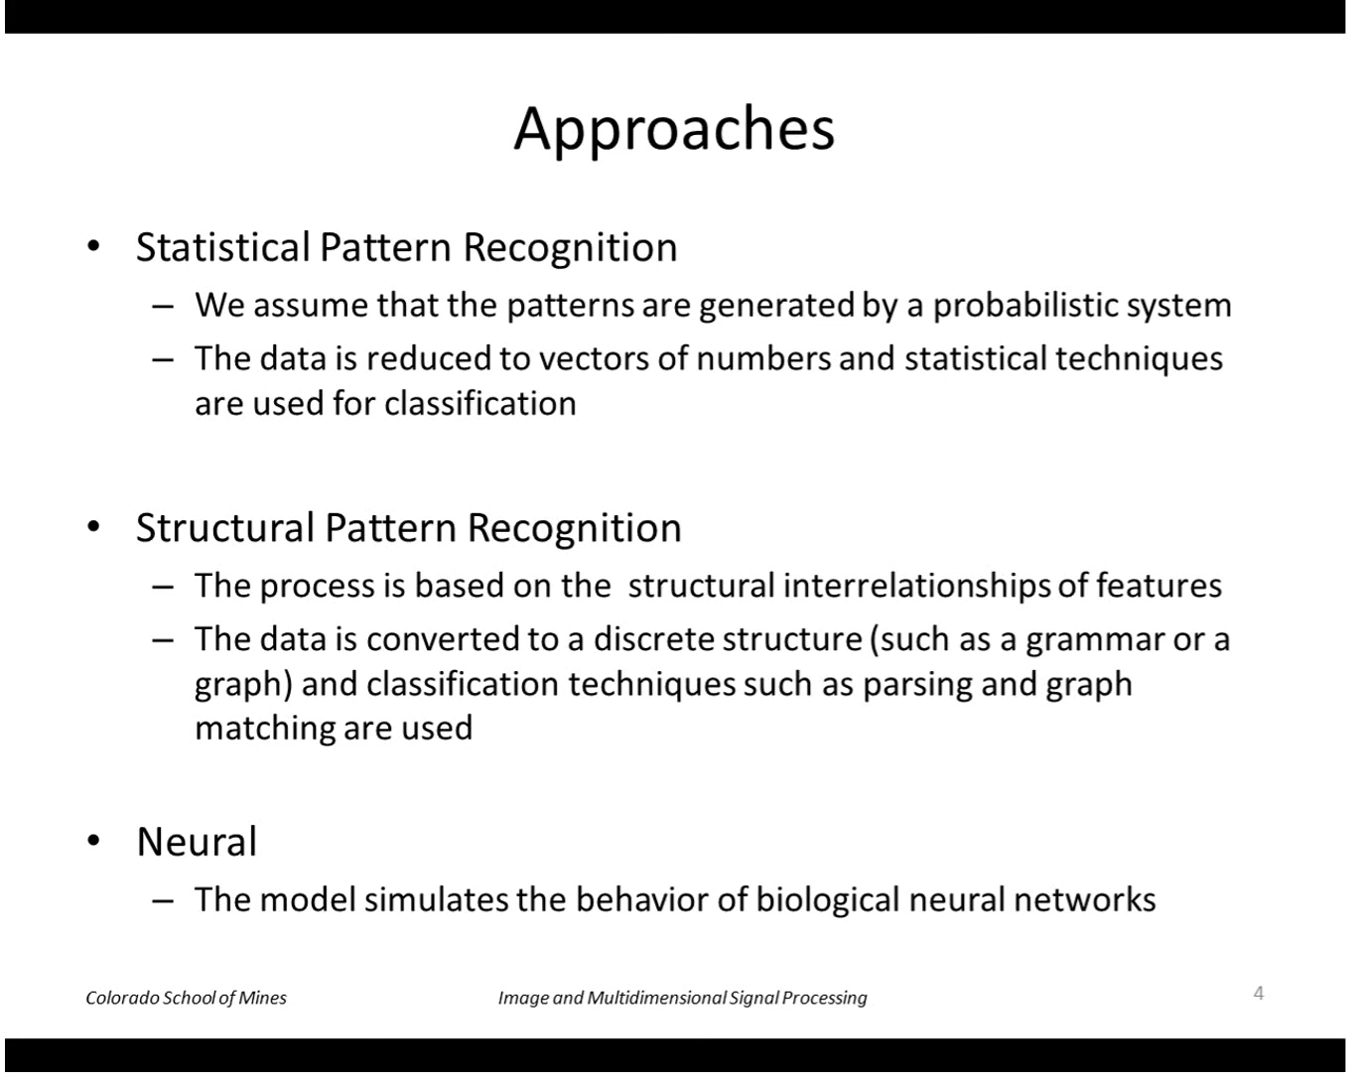 Approaches
• Statistical Pattern Recognition
– We assume that the patterns are generated by a probabilistic system
– The data is reduced to vectors of numbers and statistical techniques
are used for classification
• Structural Pattern Recognition
– The process is based on the structural interrelationships of features
– The data is converted to a discrete structure (such as a grammar or a
graph) and classification techniques such as parsing and graph
matching are used
• Neural
– The model simulates the behavior of biological neural networks
Colorado School of Mines
Image and Multidimensional Signal Processing
4